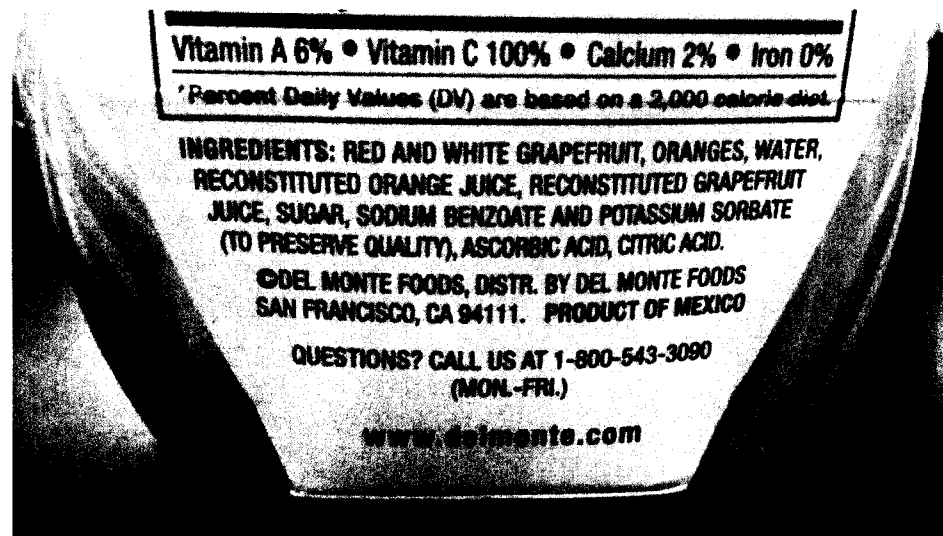 Vitamin A 6% • Vitamin C 100% • Calcium 2% • Iron 0%
*Percent Daily Values (DV) are based on a 2,000 calorie diet.
INGREDIENTS: RED AND WHITE GRAPEFRUIT, ORANGES, WATER,
RECONSTITUTED ORANGE JUICE, RECONSTITUTED GRAPEFRUIT
JUICE, SUGAR, SODIUM BENZOATE AND POTASSIUM SORBATE
(TO PRESERVE QUALITY), ASCORBIC ACID, CITRIC ACID.
©DEL MONTE FOODS, DISTR. BY DEL MONTE FOODS
SAN FRANCISCO, CA 94111. PRODUCT OF MEXICO
QUESTIONS? CALL US AT 1-800-543-3090
(MON.-FRI.)
www.delmonte.com